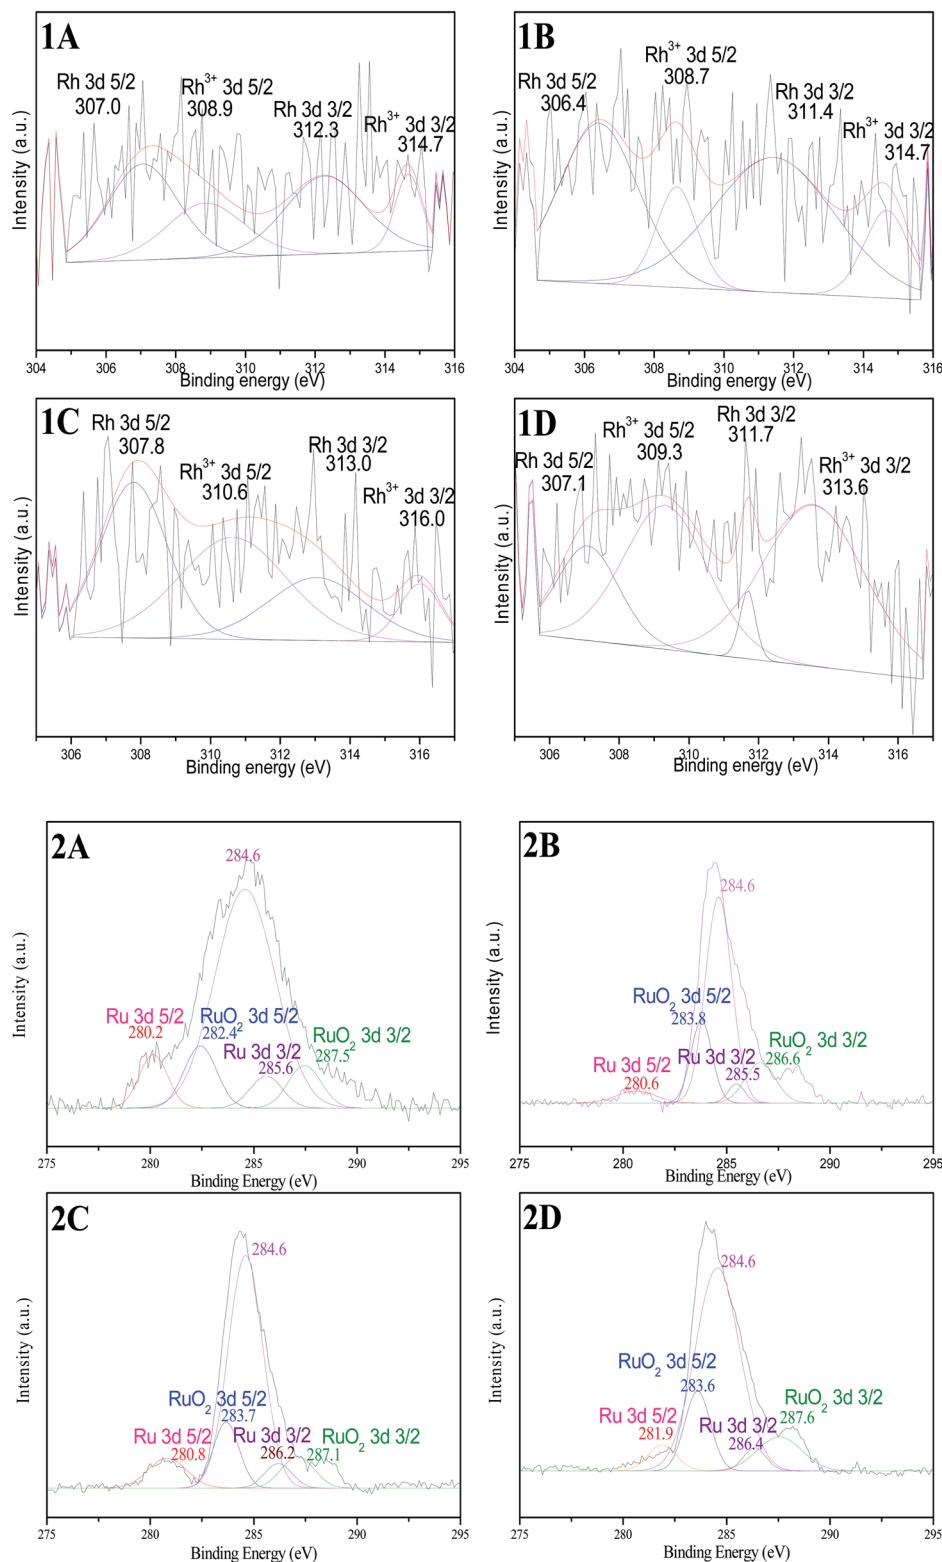 1A
Rh 3d 5/2
307.0
Rh³⁺ 3d 5/2
308.9
Rh 3d 3/2
312.3
Rh³⁺ 3d 3/2
314.7
Intensity (a.u.)
304 306 308 310 312 314 316
Binding energy (eV)
1B
Rh 3d 5/2
306.4
Rh³⁺ 3d 5/2
308.7
Rh 3d 3/2
311.4
Rh³⁺ 3d 3/2
314.7
Intensity (a.u.)
304 306 308 310 312 314 316
Binding energy (eV)
1C
Rh 3d 5/2
307.8
Rh³⁺ 3d 5/2
310.6
Rh 3d 3/2
313.0
Rh³⁺ 3d 3/2
316.0
Intensity (a.u.)
306 308 310 312 314 316
Binding energy (eV)
1D
Rh 3d 5/2
307.1
Rh³⁺ 3d 5/2
309.3
Rh 3d 3/2
311.7
Rh³⁺ 3d 3/2
313.6
Intensity (a.u.)
306 308 310 312 314 316
Binding energy (eV)
2A
284.6
Ru 3d 5/2
280.2
RuO₂ 3d 5/2
282.4
Ru 3d 3/2
285.6
RuO₂ 3d 3/2
287.5
Intensity (a.u.)
275 280 285 290 295
Binding Energy (eV)
2B
284.6
RuO₂ 3d 5/2
283.8
Ru 3d 5/2
280.6
Ru 3d 3/2
285.5
RuO₂ 3d 3/2
286.6
Intensity (a.u.)
275 280 285 290 295
Binding Energy (eV)
2C
284.6
RuO₂ 3d 5/2
283.7
Ru 3d 5/2
280.8
Ru 3d 3/2
286.2
RuO₂ 3d 3/2
287.1
Intensity (a.u.)
275 280 285 290 295
Binding Energy (eV)
2D
284.6
RuO₂ 3d 5/2
283.6
Ru 3d 5/2
281.9
Ru 3d 3/2
286.4
RuO₂ 3d 3/2
287.6
Intensity (a.u.)
275 280 285 290 295
Binding Energy (eV)